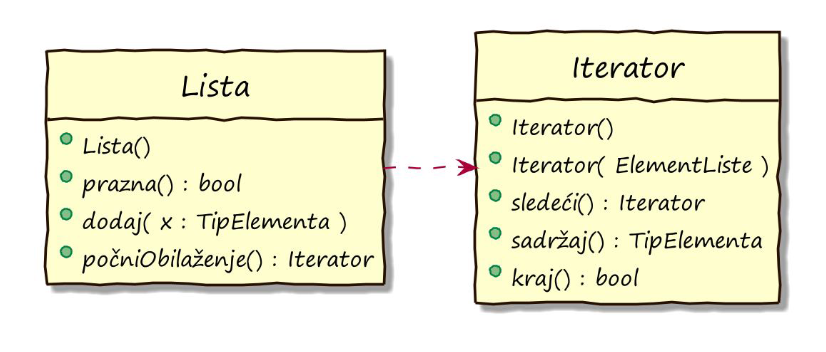 Lista
Lista()
prazna() : bool
dodaj( x : TipElementa )
počniObilaženje() : Iterator
Iterator
Iterator()
Iterator( ElementListe )
sledeći() : Iterator
sadržaj() : TipElementa
kraj() : bool